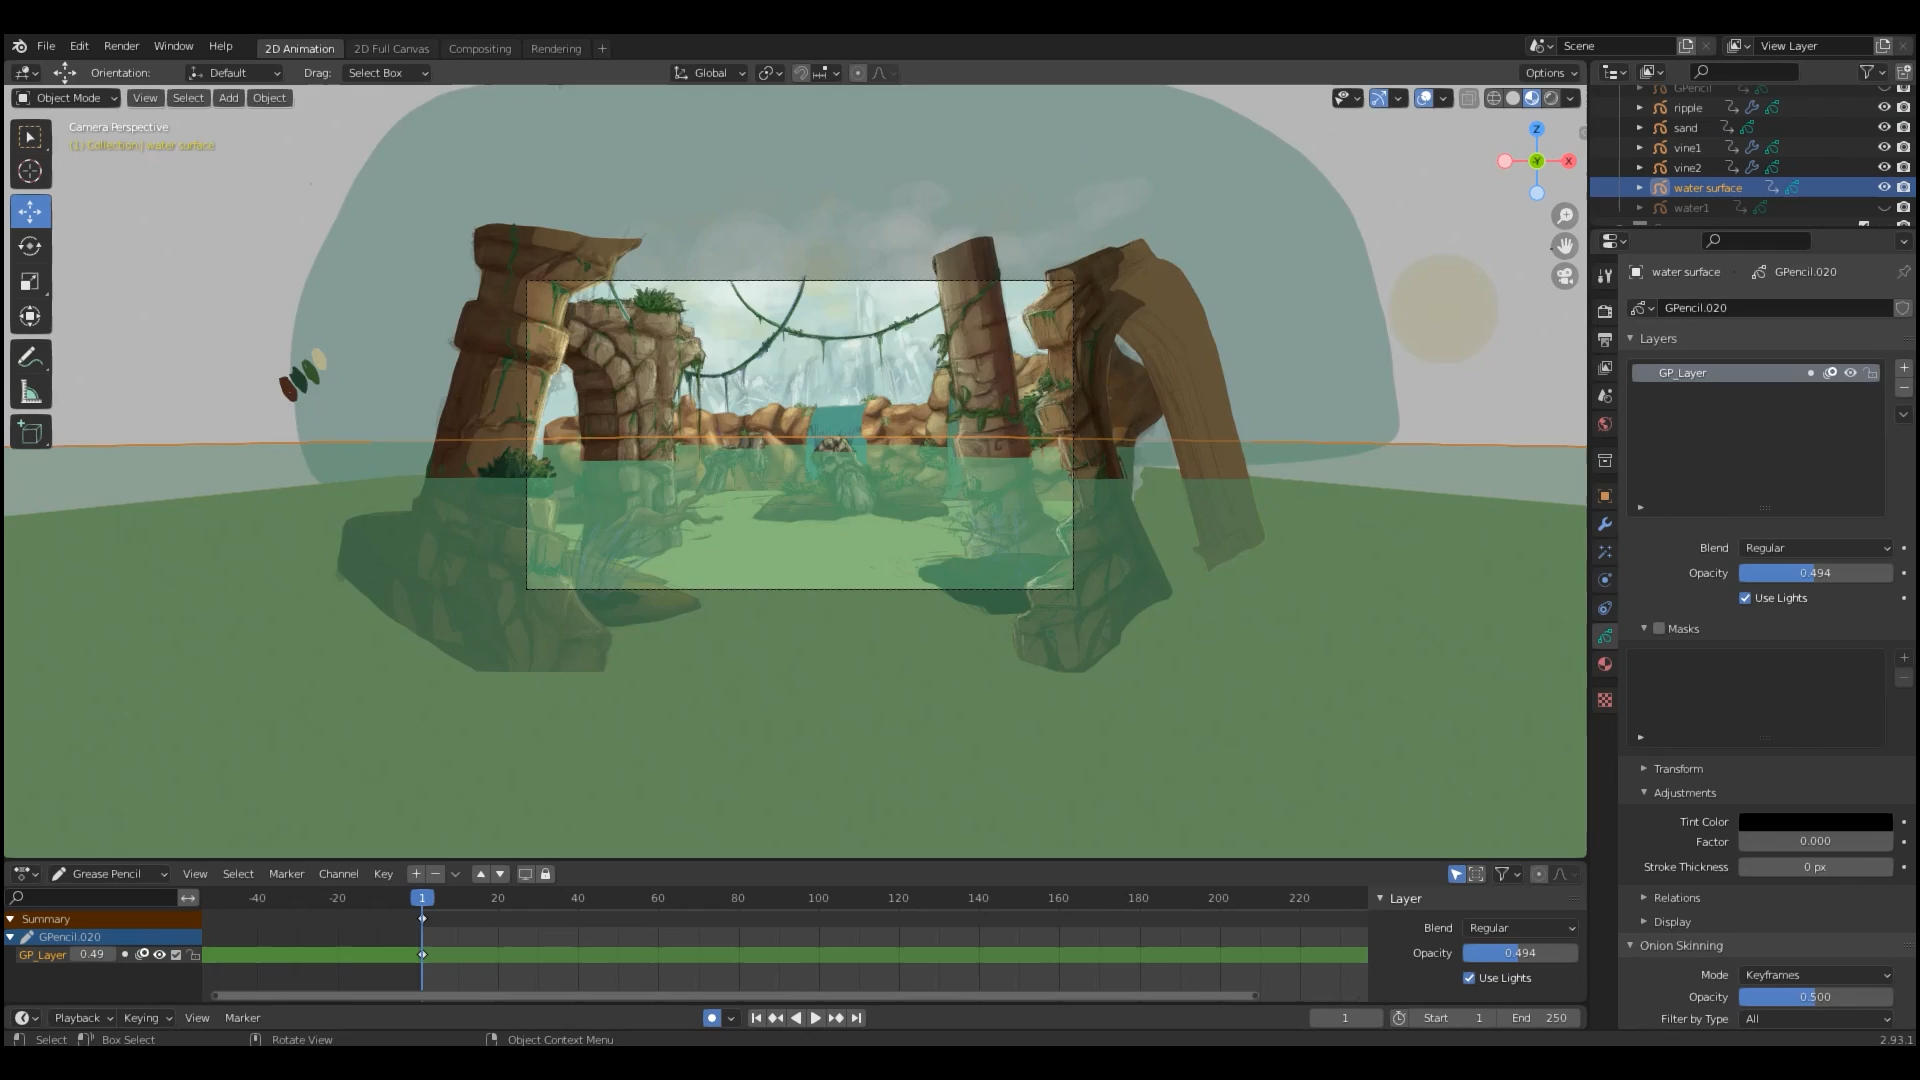 File Edit Render Window Help 2D Animation 2D Full Canvas Compositing Rendering + Scene View Layer
Orientation: Default Drag: Select Box Global Options
Object Mode View Select Add Object
GPencil
ripple
sand
vine1
vine2
water surface
water1
Camera Perspective
(1) Collection | water surface
Z
Y
X
water surface GPencil.020
GPencil.020
Layers
GP_Layer
Blend Regular
Opacity 0.494
Use Lights
Masks
Transform
Adjustments
Tint Color
Factor 0.000
Stroke Thickness 0 px
Relations
Display
Onion Skinning
Mode Keyframes
Opacity 0.500
Filter by Type All
Grease Pencil View Select Marker Channel Key
-40 -20 1 20 40 60 80 100 120 140 160 180 200 220
Summary
GPencil.020
GP_Layer 0.49
Layer
Blend Regular
Opacity 0.494
Use Lights
Playback Keying View Marker 1 Start 1 End 250
Select Box Select Rotate View Object Context Menu 2.93.1